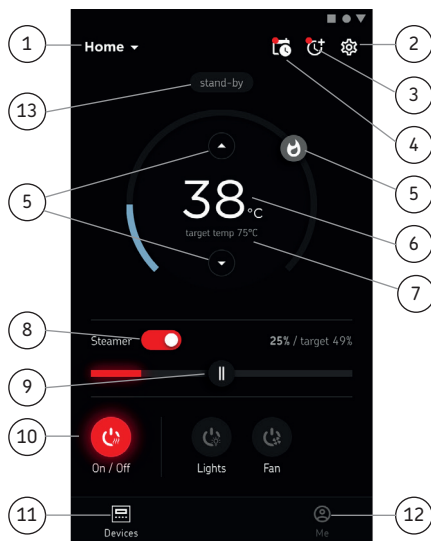 1
Home
2
3
stand-by
13
4
5
5
38 °C
6
target temp 75°C
7
8
Steamer
25% / target 49%
9
10
On / Off
Lights
Fan
11
Devices
12
Me